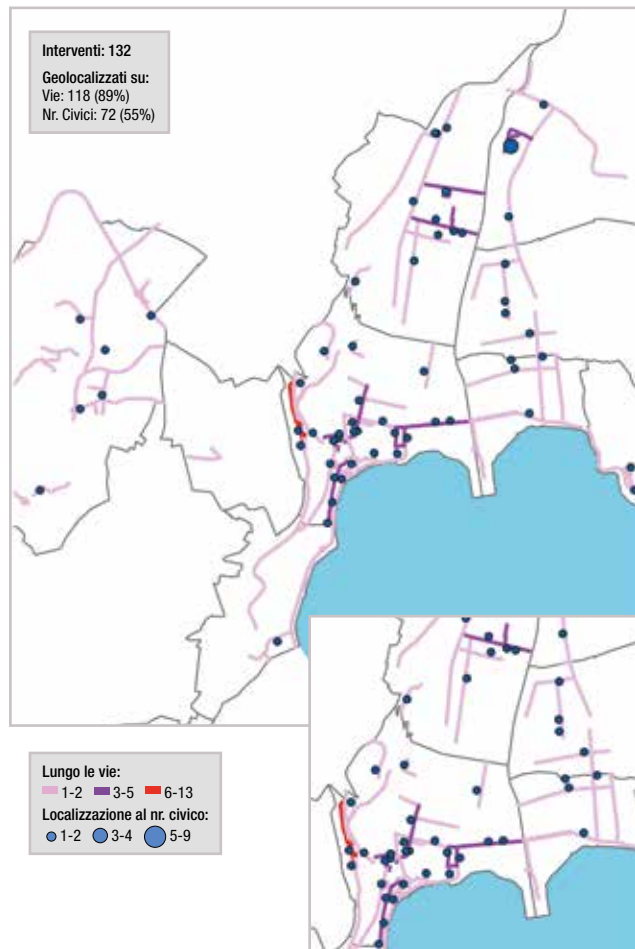 Interventi: 132
Geolocalizzati su:
Vie: 118 (89%)
Nr. Civici: 72 (55%)
Lungo le vie:
1-2 3-5 6-13
Localizzazione al nr. civico:
1-2 3-4 5-9